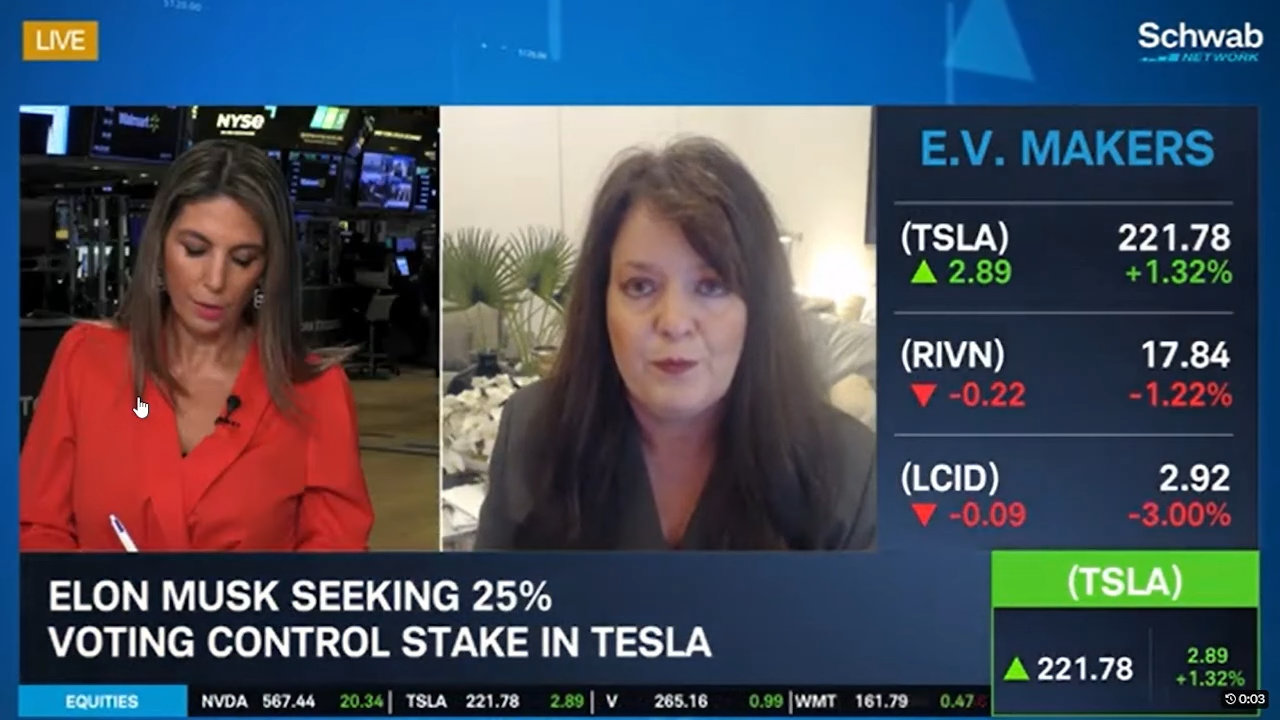 LIVE
Schwab
NETWORK
Walmart
NYSE
E.V. MAKERS
(TSLA) 221.78
▲ 2.89 +1.32%
(RIVN) 17.84
▼ -0.22 -1.22%
(LCID) 2.92
▼ -0.09 -3.00%
ELON MUSK SEEKING 25%
VOTING CONTROL STAKE IN TESLA
(TSLA)
▲ 221.78 2.89
+1.32%
EQUITIES NVDA 567.44 20.34 TSLA 221.78 2.89 V 265.16 0.99 WMT 161.79 0.47
0:03